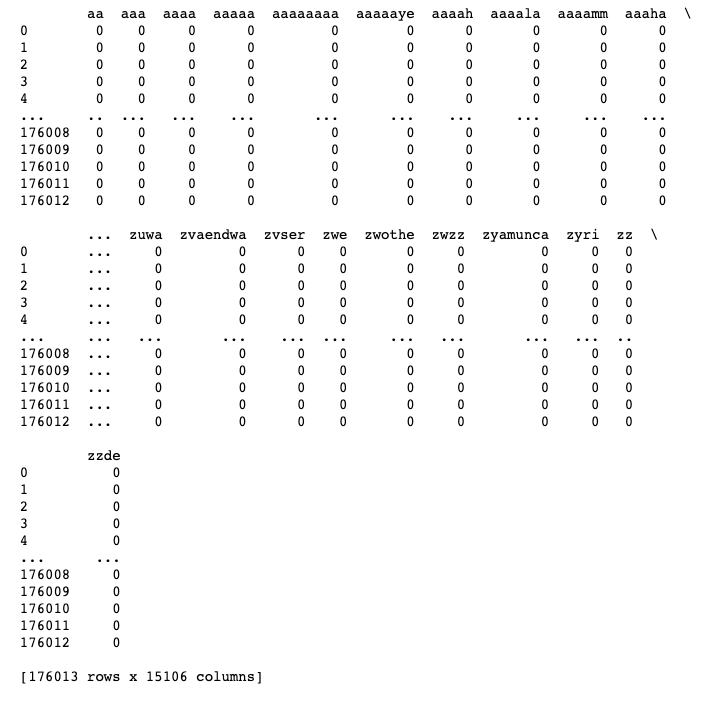 aa aaa aaaa aaaaa aaaaaaaa aaaaaye aaaah aaaala aaaamm aaaha \
0 0 0 0 0 0 0 0 0 0 0
1 0 0 0 0 0 0 0 0 0 0
2 0 0 0 0 0 0 0 0 0 0
3 0 0 0 0 0 0 0 0 0 0
4 0 0 0 0 0 0 0 0 0 0
... .. ... ... ... ... ... ... ... ... ...
176008 0 0 0 0 0 0 0 0 0 0
176009 0 0 0 0 0 0 0 0 0 0
176010 0 0 0 0 0 0 0 0 0 0
176011 0 0 0 0 0 0 0 0 0 0
176012 0 0 0 0 0 0 0 0 0 0
... zuwa zvaendwa zvser zwe zwothe zwzz zyamunca zyri zz \
0 ... 0 0 0 0 0 0 0 0 0
1 ... 0 0 0 0 0 0 0 0 0
2 ... 0 0 0 0 0 0 0 0 0
3 ... 0 0 0 0 0 0 0 0 0
4 ... 0 0 0 0 0 0 0 0 0
... ... ... ... ... ... ... ... ... ... ..
176008 ... 0 0 0 0 0 0 0 0 0
176009 ... 0 0 0 0 0 0 0 0 0
176010 ... 0 0 0 0 0 0 0 0 0
176011 ... 0 0 0 0 0 0 0 0 0
176012 ... 0 0 0 0 0 0 0 0 0
zzde
0 0
1 0
2 0
3 0
4 0
... ...
176008 0
176009 0
176010 0
176011 0
176012 0
[176013 rows x 15106 columns]